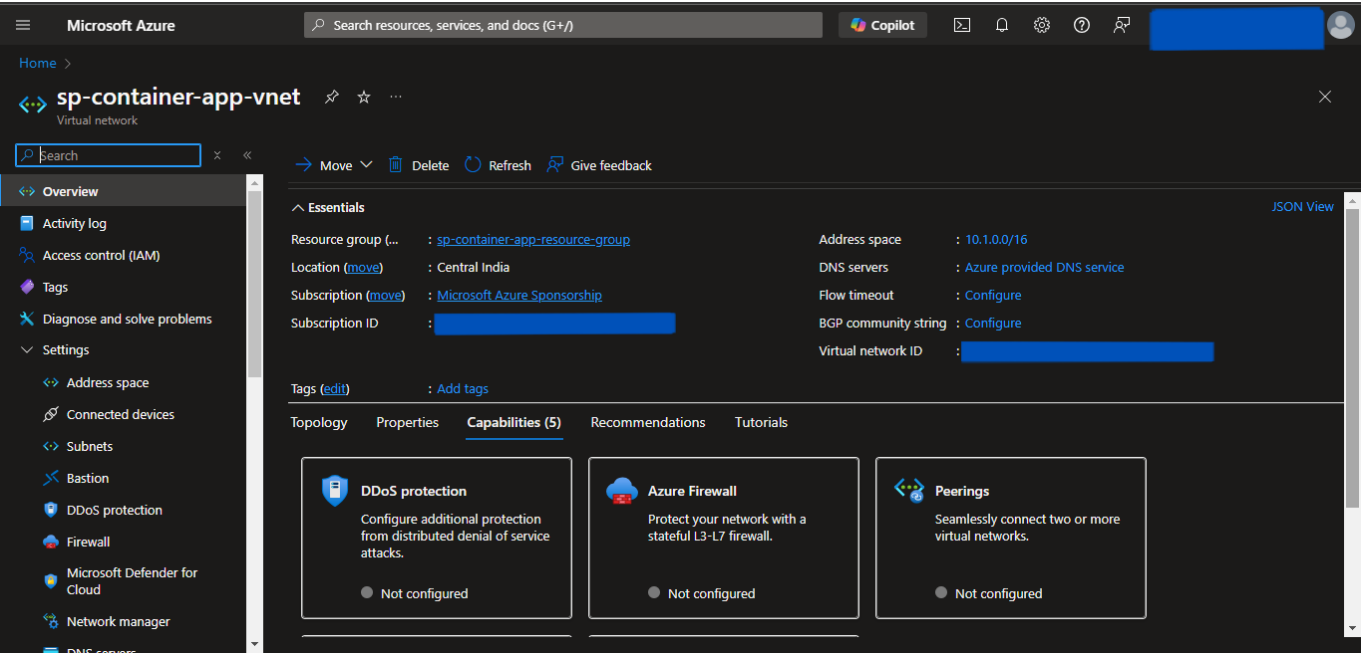 Microsoft Azure
Search resources, services, and docs (G+/)
Copilot
Home >
sp-container-app-vnet
Virtual network
Search
Move
Delete
Refresh
Give feedback
Overview
Activity log
Access control (IAM)
Tags
Diagnose and solve problems
Settings
Address space
Connected devices
Subnets
Bastion
DDoS protection
Firewall
Microsoft Defender for
Cloud
Network manager
DNS servers
Essentials
JSON View
Resource group (... : sp-container-app-resource-group
Location (move) : Central India
Subscription (move) : Microsoft Azure Sponsorship
Subscription ID :
Address space : 10.1.0.0/16
DNS servers : Azure provided DNS service
Flow timeout : Configure
BGP community string : Configure
Virtual network ID :
Tags (edit) : Add tags
Topology Properties Capabilities (5) Recommendations Tutorials
DDoS protection
Configure additional protection
from distributed denial of service
attacks.
Not configured
Azure Firewall
Protect your network with a
stateful L3-L7 firewall.
Not configured
Peerings
Seamlessly connect two or more
virtual networks.
Not configured